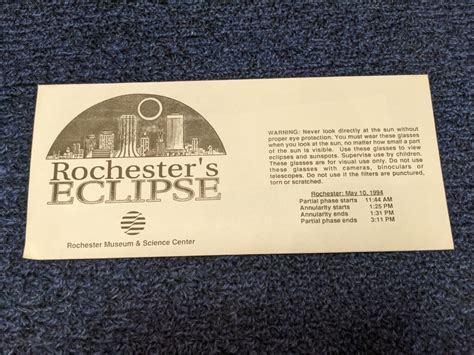 Rochester's
ECLIPSE
Rochester Museum & Science Center
WARNING: Never look directly at the sun without
proper eye protection. You must wear these glasses
when you look at the sun, no matter how small a part
of the sun is visible. Use these glasses to view
eclipses and sunspots. Supervise use by children.
These glasses are for visual use only. Do not use
these glasses with cameras, binoculars or
telescopes. Do not use if the filters are punctured,
torn or scratched.
Rochester: May 10, 1994
Partial phase starts 11:44 AM
Annularity starts 1:25 PM
Annularity ends 1:31 PM
Partial phase ends 3:11 PM